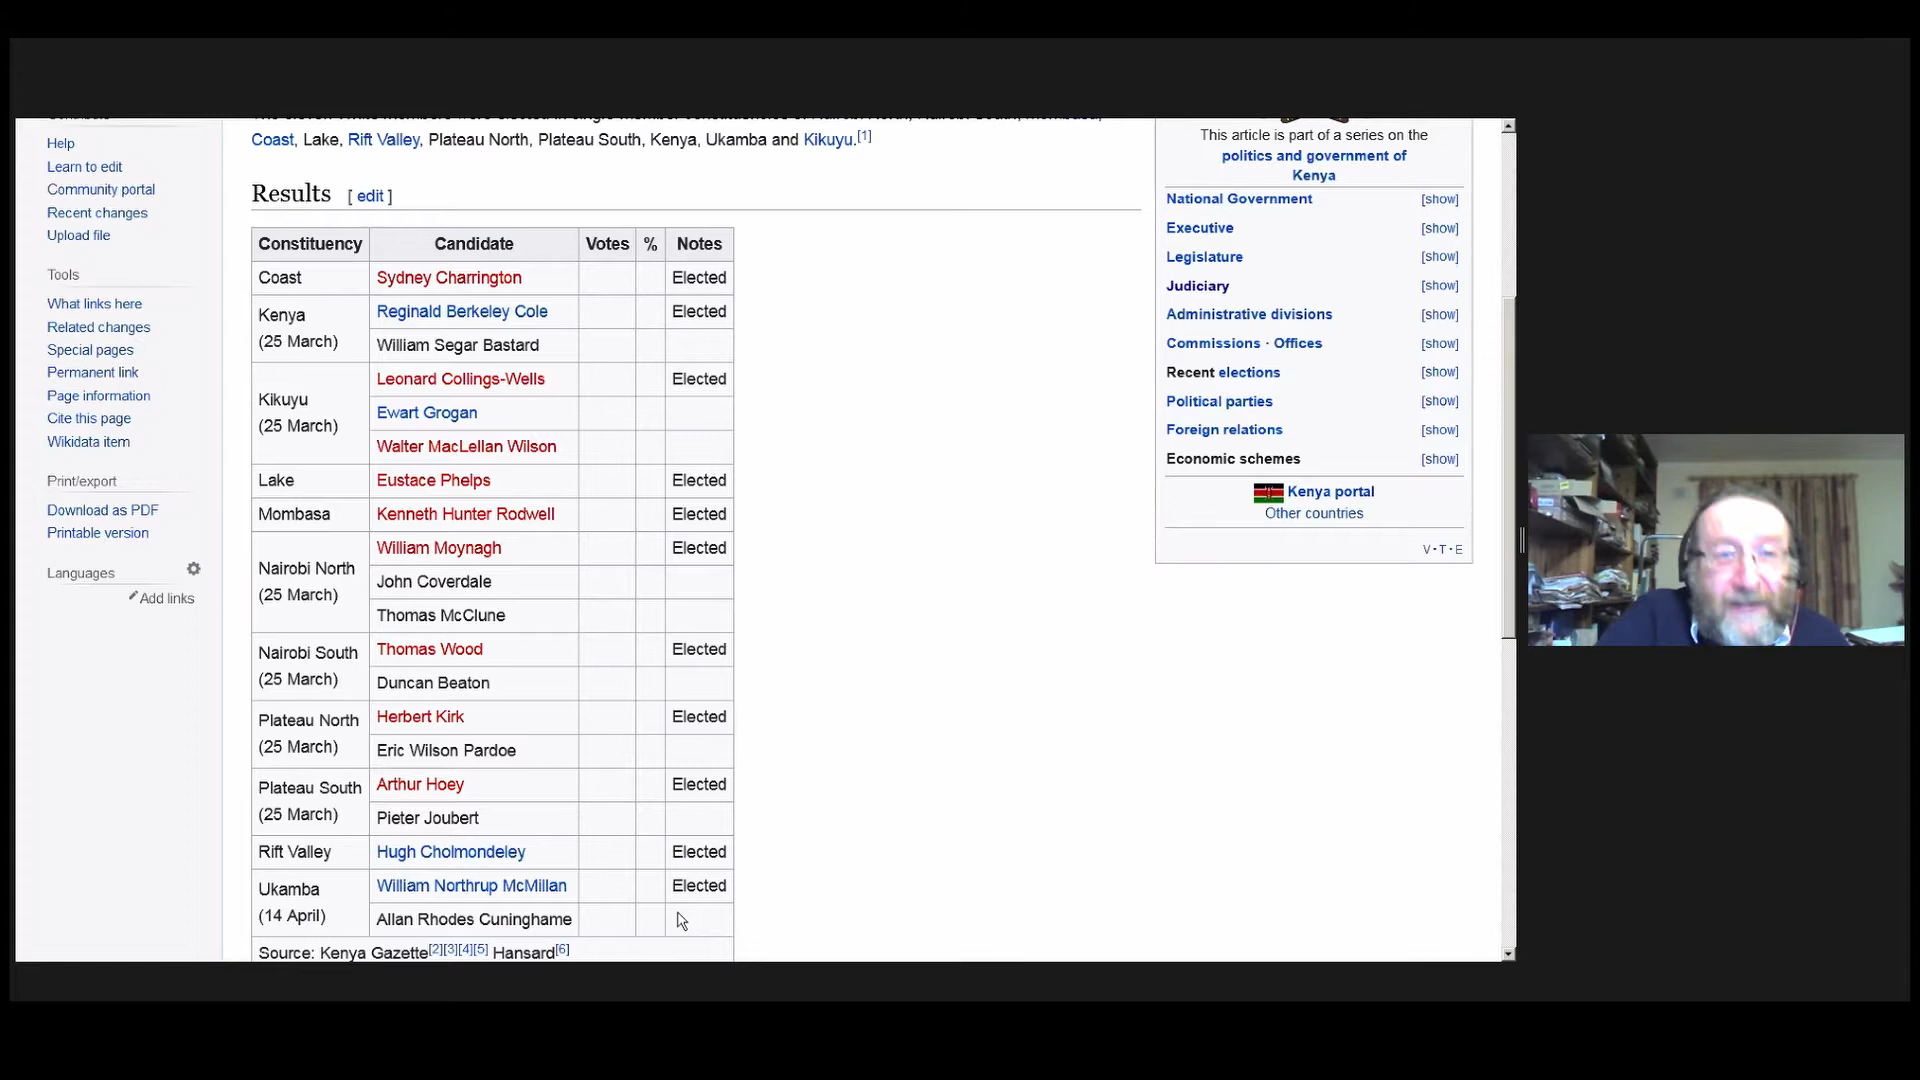 Help
Learn to edit
Community portal
Recent changes
Upload file
Tools
What links here
Related changes
Special pages
Permanent link
Page information
Cite this page
Wikidata item
Print/export
Download as PDF
Printable version
Languages
Add links
Coast, Lake, Rift Valley, Plateau North, Plateau South, Kenya, Ukamba and Kikuyu.[1]
Results [ edit ]
Constituency Candidate Votes % Notes
Coast Sydney Charrington Elected
Kenya (25 March) Reginald Berkeley Cole Elected
William Segar Bastard
Kikuyu (25 March) Leonard Collings-Wells Elected
Ewart Grogan
Walter MacLellan Wilson
Lake Eustace Phelps Elected
Mombasa Kenneth Hunter Rodwell Elected
Nairobi North (25 March) William Moynagh Elected
John Coverdale
Thomas McClune
Nairobi South (25 March) Thomas Wood Elected
Duncan Beaton
Plateau North (25 March) Herbert Kirk Elected
Eric Wilson Pardoe
Plateau South (25 March) Arthur Hoey Elected
Pieter Joubert
Rift Valley Hugh Cholmondeley Elected
Ukamba (14 April) William Northrup McMillan Elected
Allan Rhodes Cuninghame
Source: Kenya Gazette[2][3][4][5] Hansard[6]
This article is part of a series on the
politics and government of
Kenya
National Government [show]
Executive [show]
Legislature [show]
Judiciary [show]
Administrative divisions [show]
Commissions · Offices [show]
Recent elections [show]
Political parties [show]
Foreign relations [show]
Economic schemes [show]
Kenya portal
Other countries
V·T·E